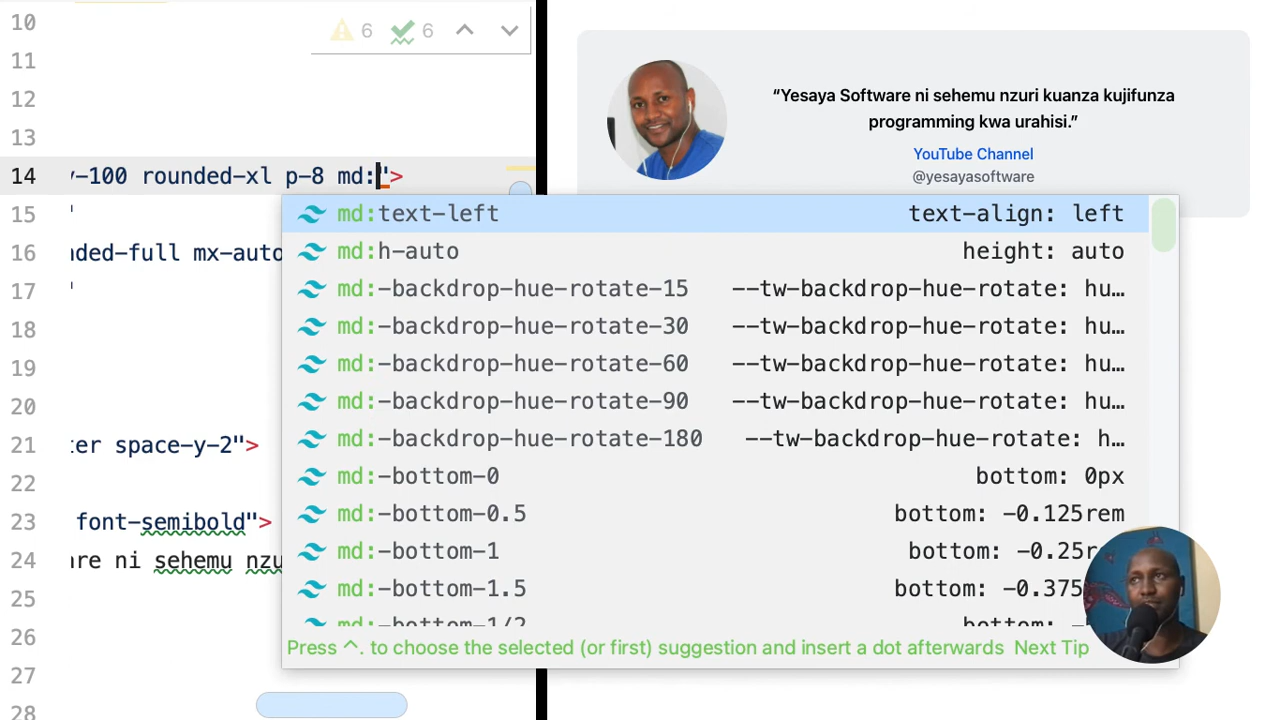 10
6 6
11
12
13
14 y-100 rounded-xl p-8 md:">
15 '
16 ded-full mx-auto
17 '
18
19
20
21 ter space-y-2">
22
23 font-semibold">
24 are ni sehemu nzu
25
26
27
28
md:text-left text-align: left
md:h-auto height: auto
md:-backdrop-hue-rotate-15 --tw-backdrop-hue-rotate: hu…
md:-backdrop-hue-rotate-30 --tw-backdrop-hue-rotate: hu…
md:-backdrop-hue-rotate-60 --tw-backdrop-hue-rotate: hu…
md:-backdrop-hue-rotate-90 --tw-backdrop-hue-rotate: hu…
md:-backdrop-hue-rotate-180 --tw-backdrop-hue-rotate: h…
md:-bottom-0 bottom: 0px
md:-bottom-0.5 bottom: -0.125rem
md:-bottom-1 bottom: -0.25r
md:-bottom-1.5 bottom: -0.375
md:-bottom-1/2 bottom: -
Press ^. to choose the selected (or first) suggestion and insert a dot afterwards Next Tip
“Yesaya Software ni sehemu nzuri kuanza kujifunza
programming kwa urahisi.”
YouTube Channel
@yesayasoftware